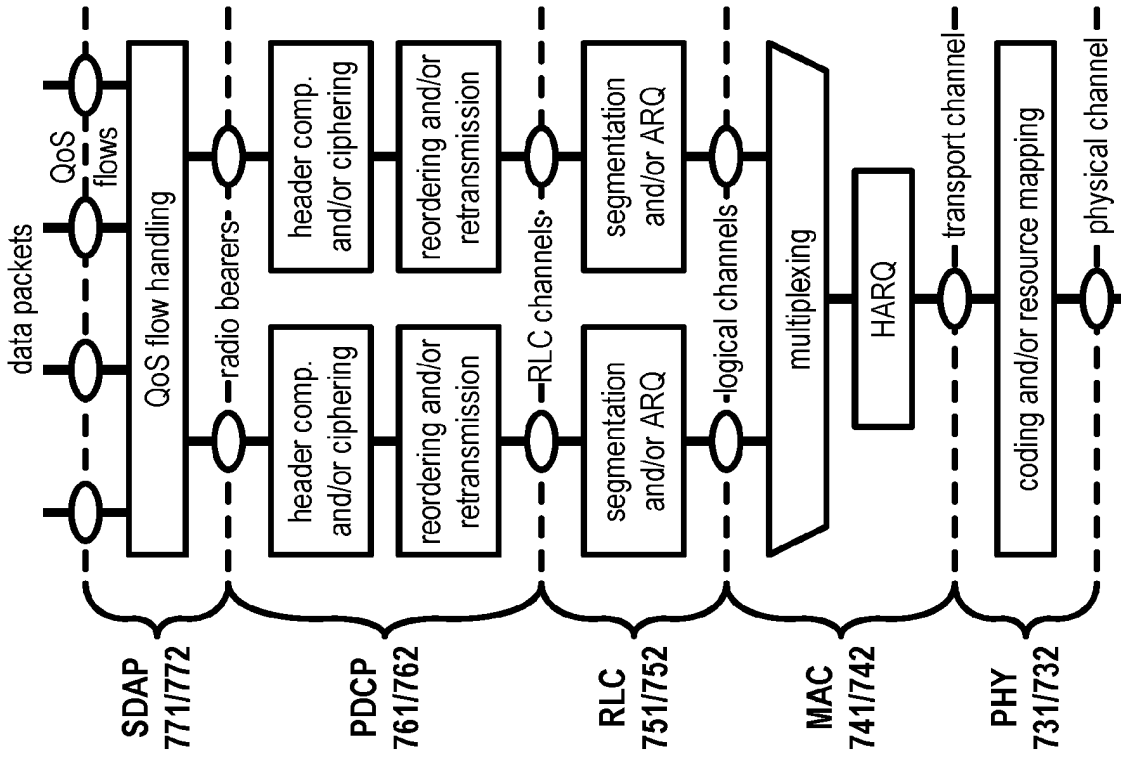 data packets
QoS
flows
SDAP
771/772
QoS flow handling
radio bearers
PDCP
761/762
header comp.
and/or ciphering
header comp.
and/or ciphering
reordering and/or
retransmission
reordering and/or
retransmission
RLC channels
RLC
751/752
segmentation
and/or ARQ
segmentation
and/or ARQ
logical channels
MAC
741/742
multiplexing
HARQ
transport channel
PHY
731/732
coding and/or resource mapping
physical channel